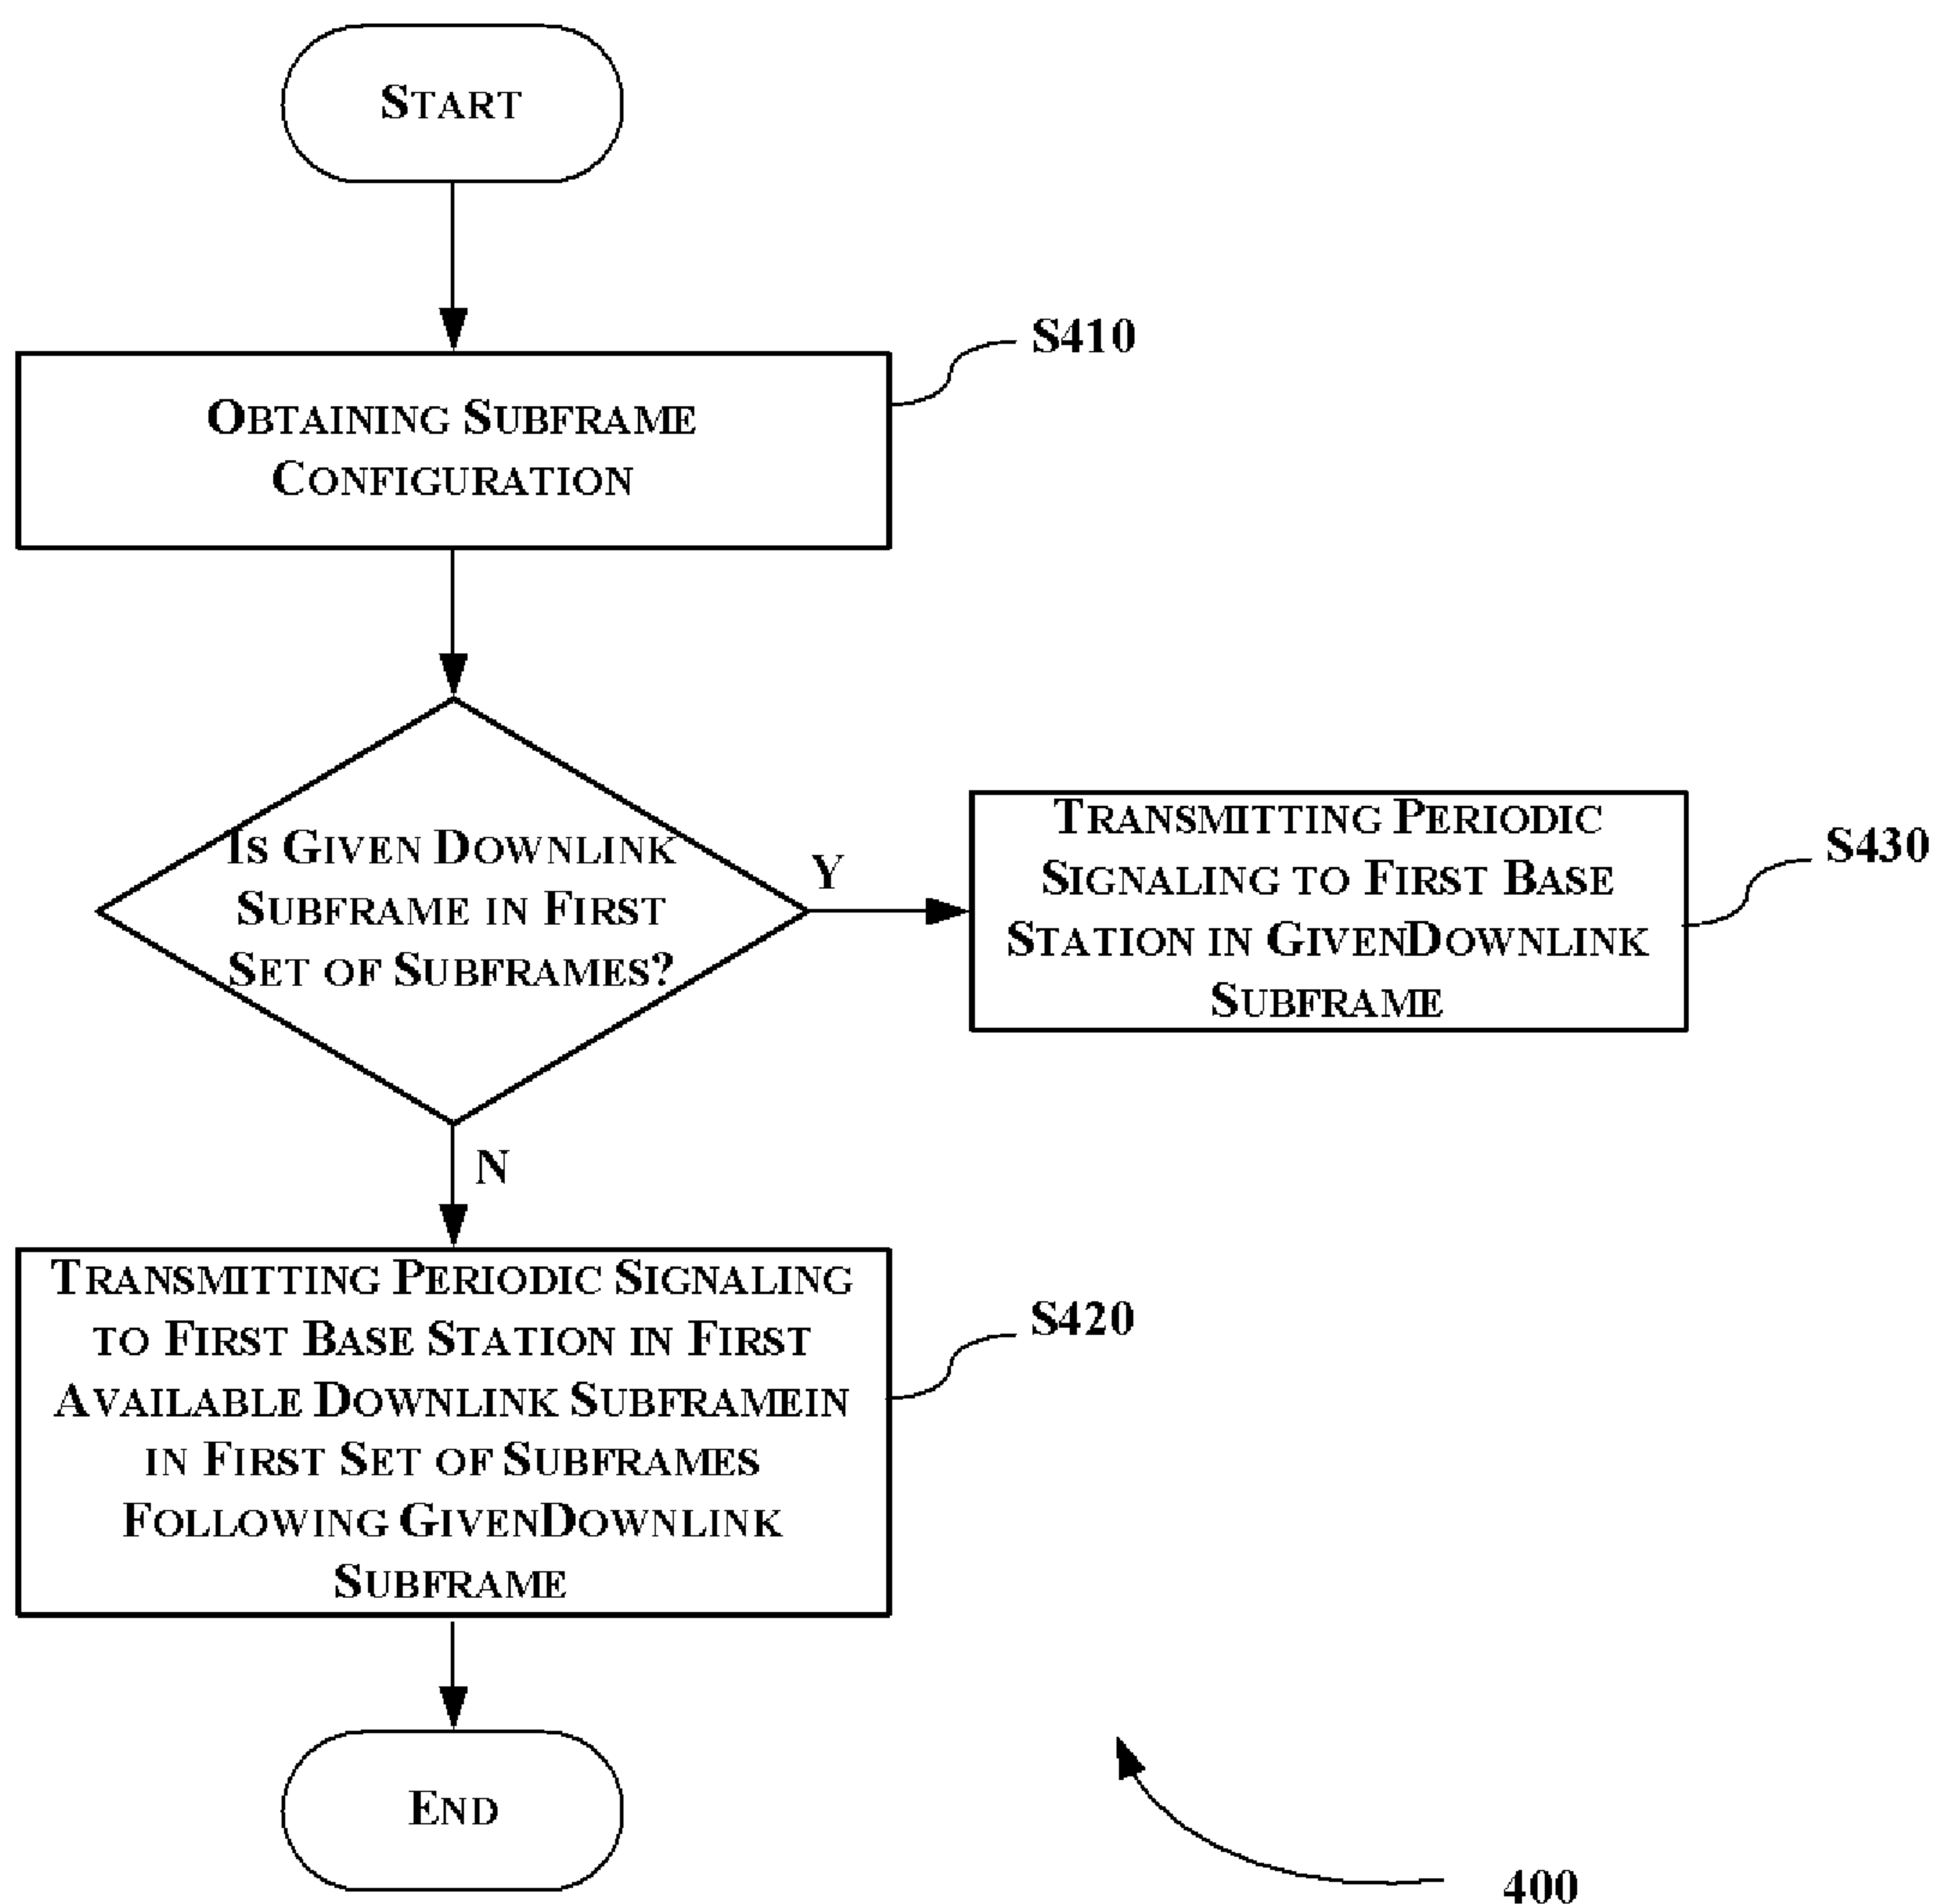 START
S410
OBTAINING SUBFRAME
CONFIGURATION
IS GIVEN DOWNLINK
SUBFRAME IN FIRST
SET OF SUBFRAMES?
Y
TRANSMITTING PERIODIC
SIGNALING TO FIRST BASE
STATION IN GIVENDOWNLINK
SUBFRAME
S430
N
TRANSMITTING PERIODIC SIGNALING
TO FIRST BASE STATION IN FIRST
AVAILABLE DOWNLINK SUBFRAMEIN
IN FIRST SET OF SUBFRAMES
FOLLOWING GIVENDOWNLINK
SUBFRAME
S420
END
400